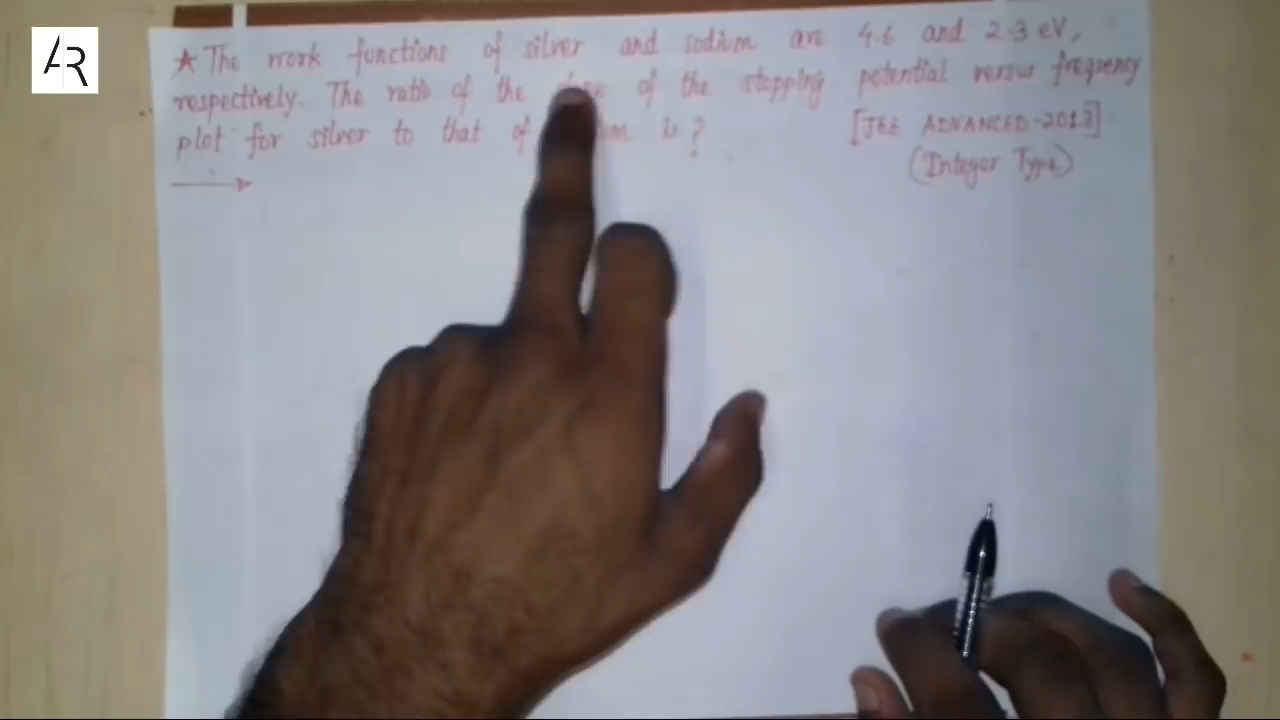 AR
★ The work functions of silver and sodium are 4.6 and 2.3 eV,
respectively. The ratio of the of the stopping potential versus frequency
plot for silver to that of is ? [JEE ADVANCED-2013]
(Integer Type)